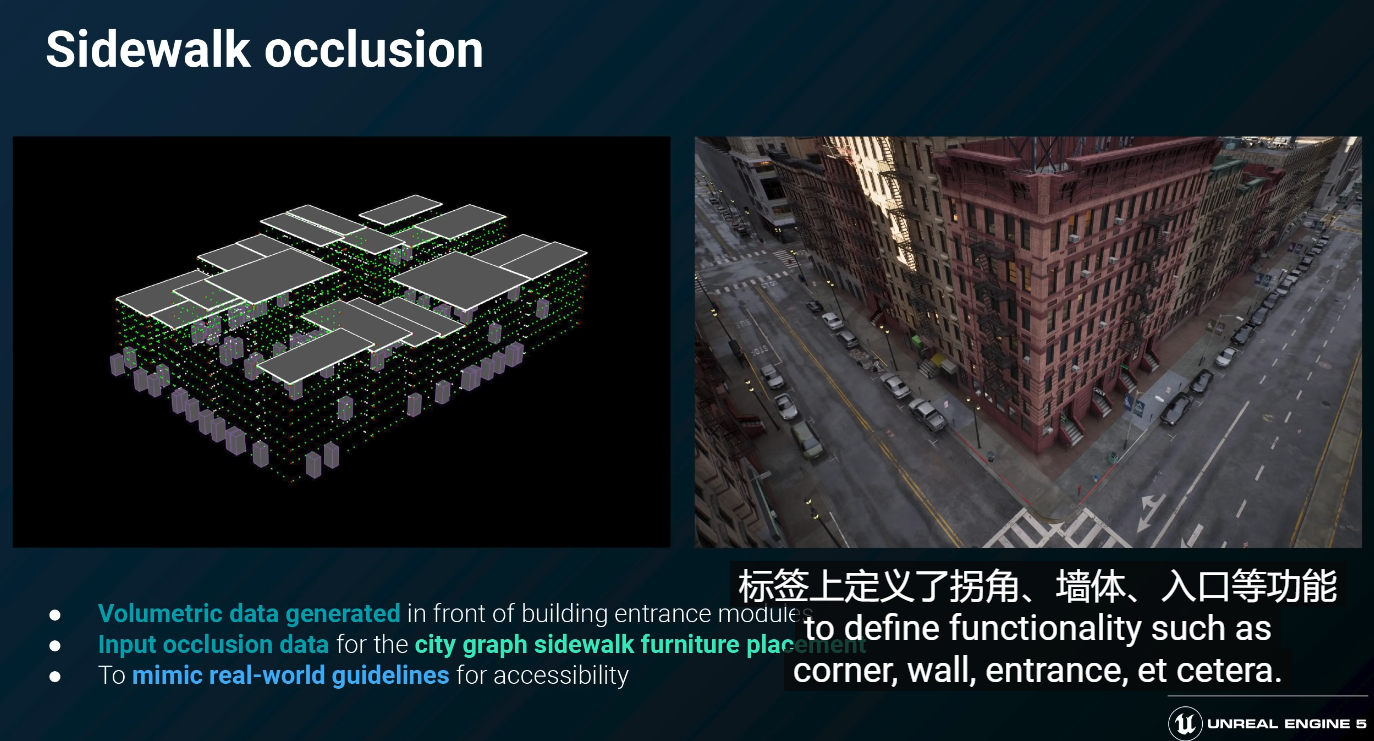 Sidewalk occlusion
● Volumetric data generated in front of building entrance modules
● Input occlusion data for the city graph sidewalk furniture placement
● To mimic real-world guidelines for accessibility
标签上定义了拐角、墙体、入口等功能
to define functionality such as
corner, wall, entrance, et cetera.
UNREAL ENGINE 5